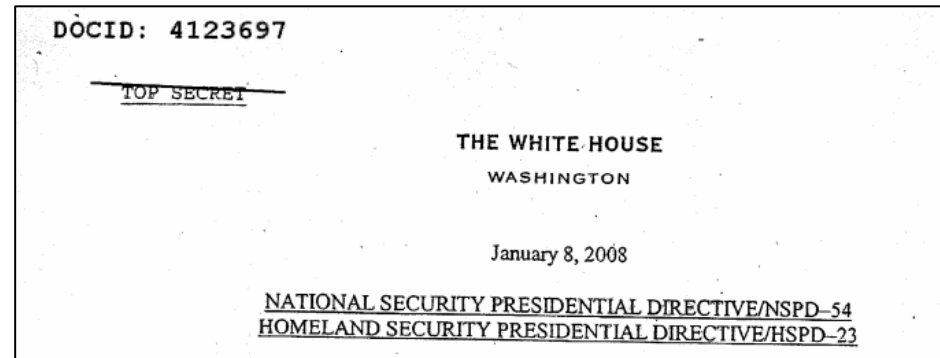 DOCID: 4123697
TOP SECRET
THE WHITE HOUSE
WASHINGTON
January 8, 2008
NATIONAL SECURITY PRESIDENTIAL DIRECTIVE/NSPD–54
HOMELAND SECURITY PRESIDENTIAL DIRECTIVE/HSPD–23